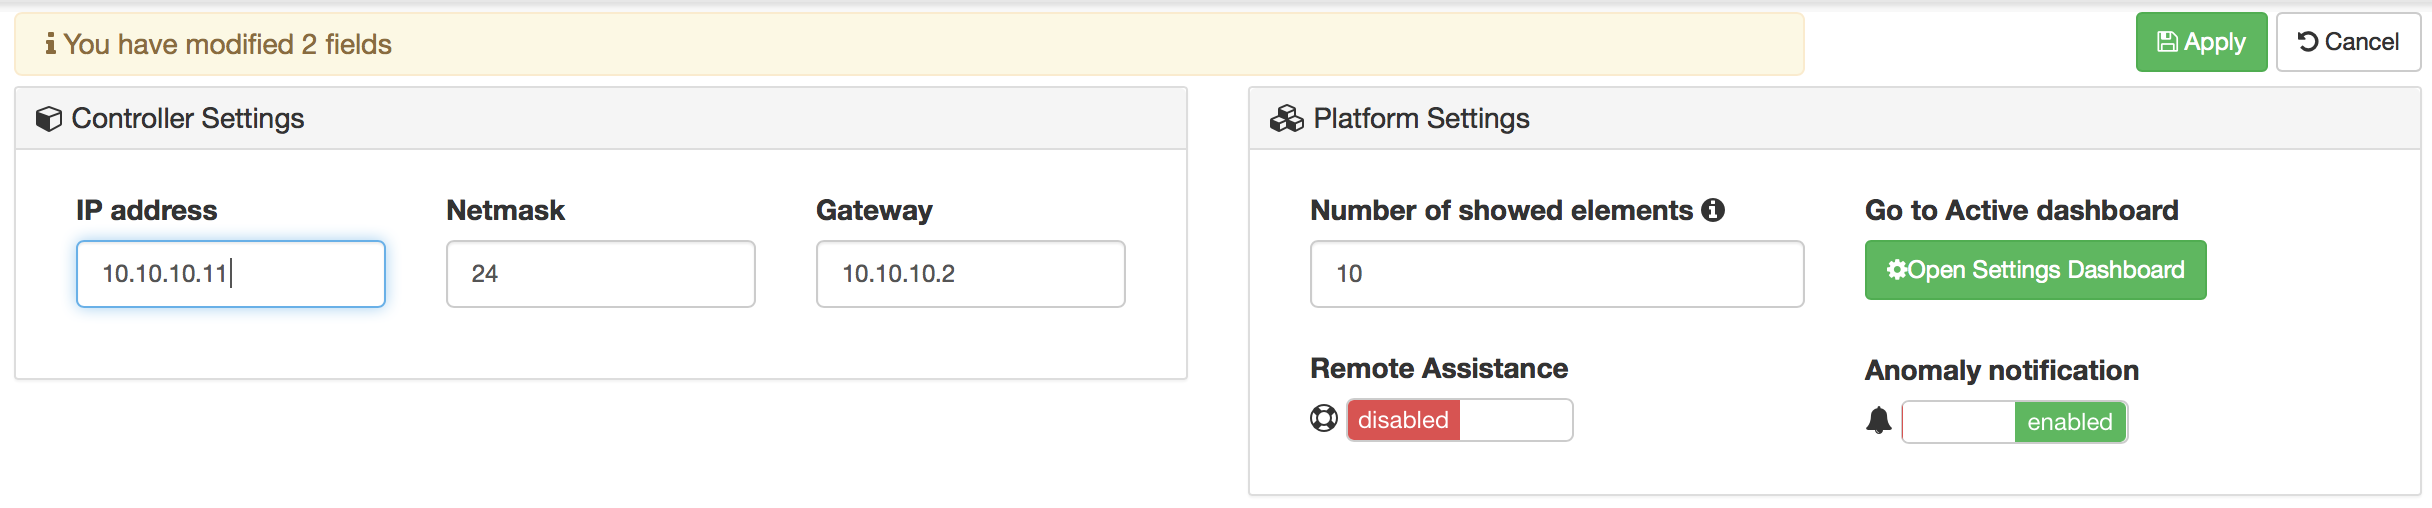 You have modified 2 fields
Apply
Cancel
Controller Settings
IP address
Netmask
Gateway
10.10.10.11
24
10.10.10.2
Platform Settings
Number of showed elements
Go to Active dashboard
10
Open Settings Dashboard
Remote Assistance
Anomaly notification
disabled
enabled